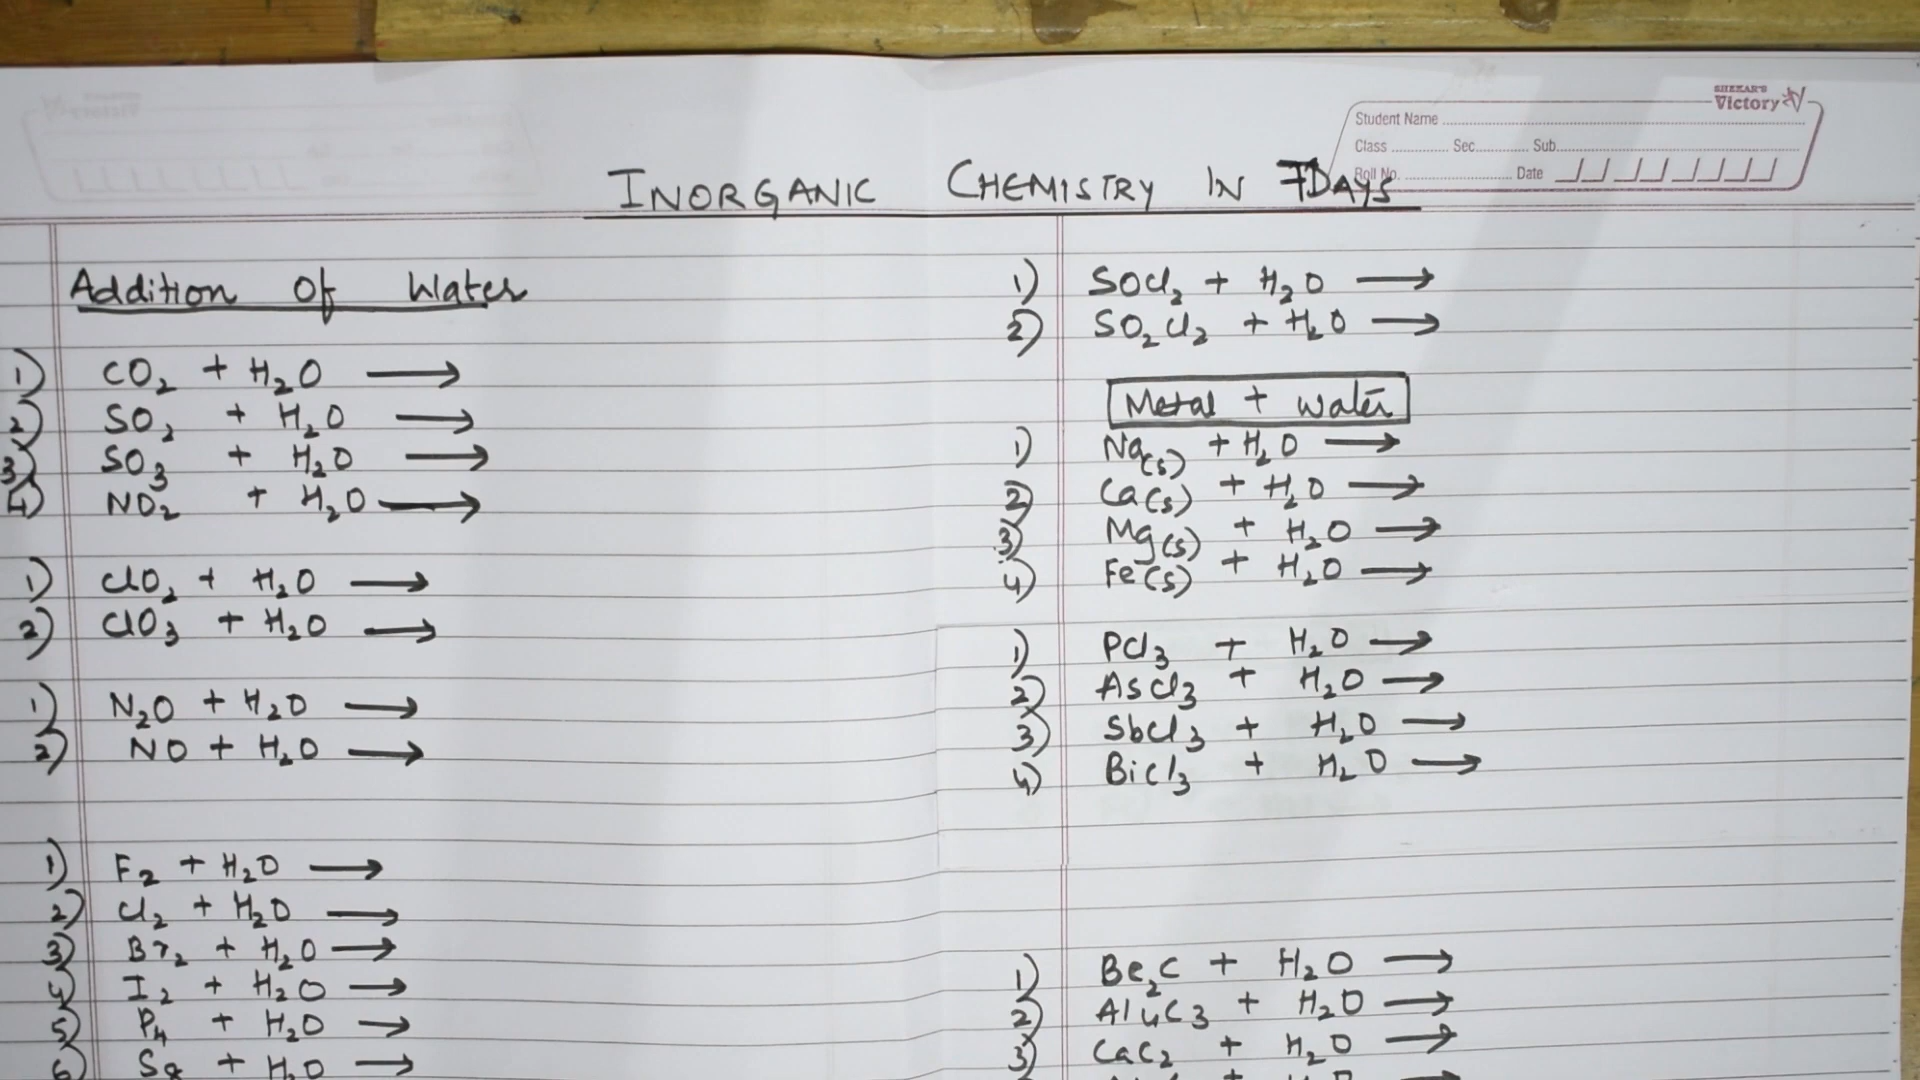 SHEKAR'S
Victory
Student Name
Class Sec. Sub.
Roll No. Date
INORGANIC CHEMISTRY IN 7 DAYS
Addition Of Water
1) CO₂ + H₂O ⟶
2) SO₂ + H₂O ⟶
3) SO₃ + H₂O ⟶
4) NO₂ + H₂O ⟶
1) ClO₂ + H₂O ⟶
2) ClO₃ + H₂O ⟶
1) N₂O + H₂O ⟶
2) NO + H₂O ⟶
1) F₂ + H₂O ⟶
2) Cl₂ + H₂O ⟶
3) Br₂ + H₂O ⟶
4) I₂ + H₂O ⟶
5) P₄ + H₂O ⟶
6) S₈ + H₂O ⟶
1) SOCl₂ + H₂O ⟶
2) SO₂Cl₂ + H₂O ⟶
Metal + water
1) Na(s) + H₂O ⟶
2) Ca(s) + H₂O ⟶
3) Mg(s) + H₂O ⟶
4) Fe(s) + H₂O ⟶
1) PCl₃ + H₂O ⟶
2) AsCl₃ + H₂O ⟶
3) SbCl₃ + H₂O ⟶
4) BiCl₃ + H₂O ⟶
1) Be₂C + H₂O ⟶
2) Al₄C₃ + H₂O ⟶
3) CaC₂ + H₂O ⟶